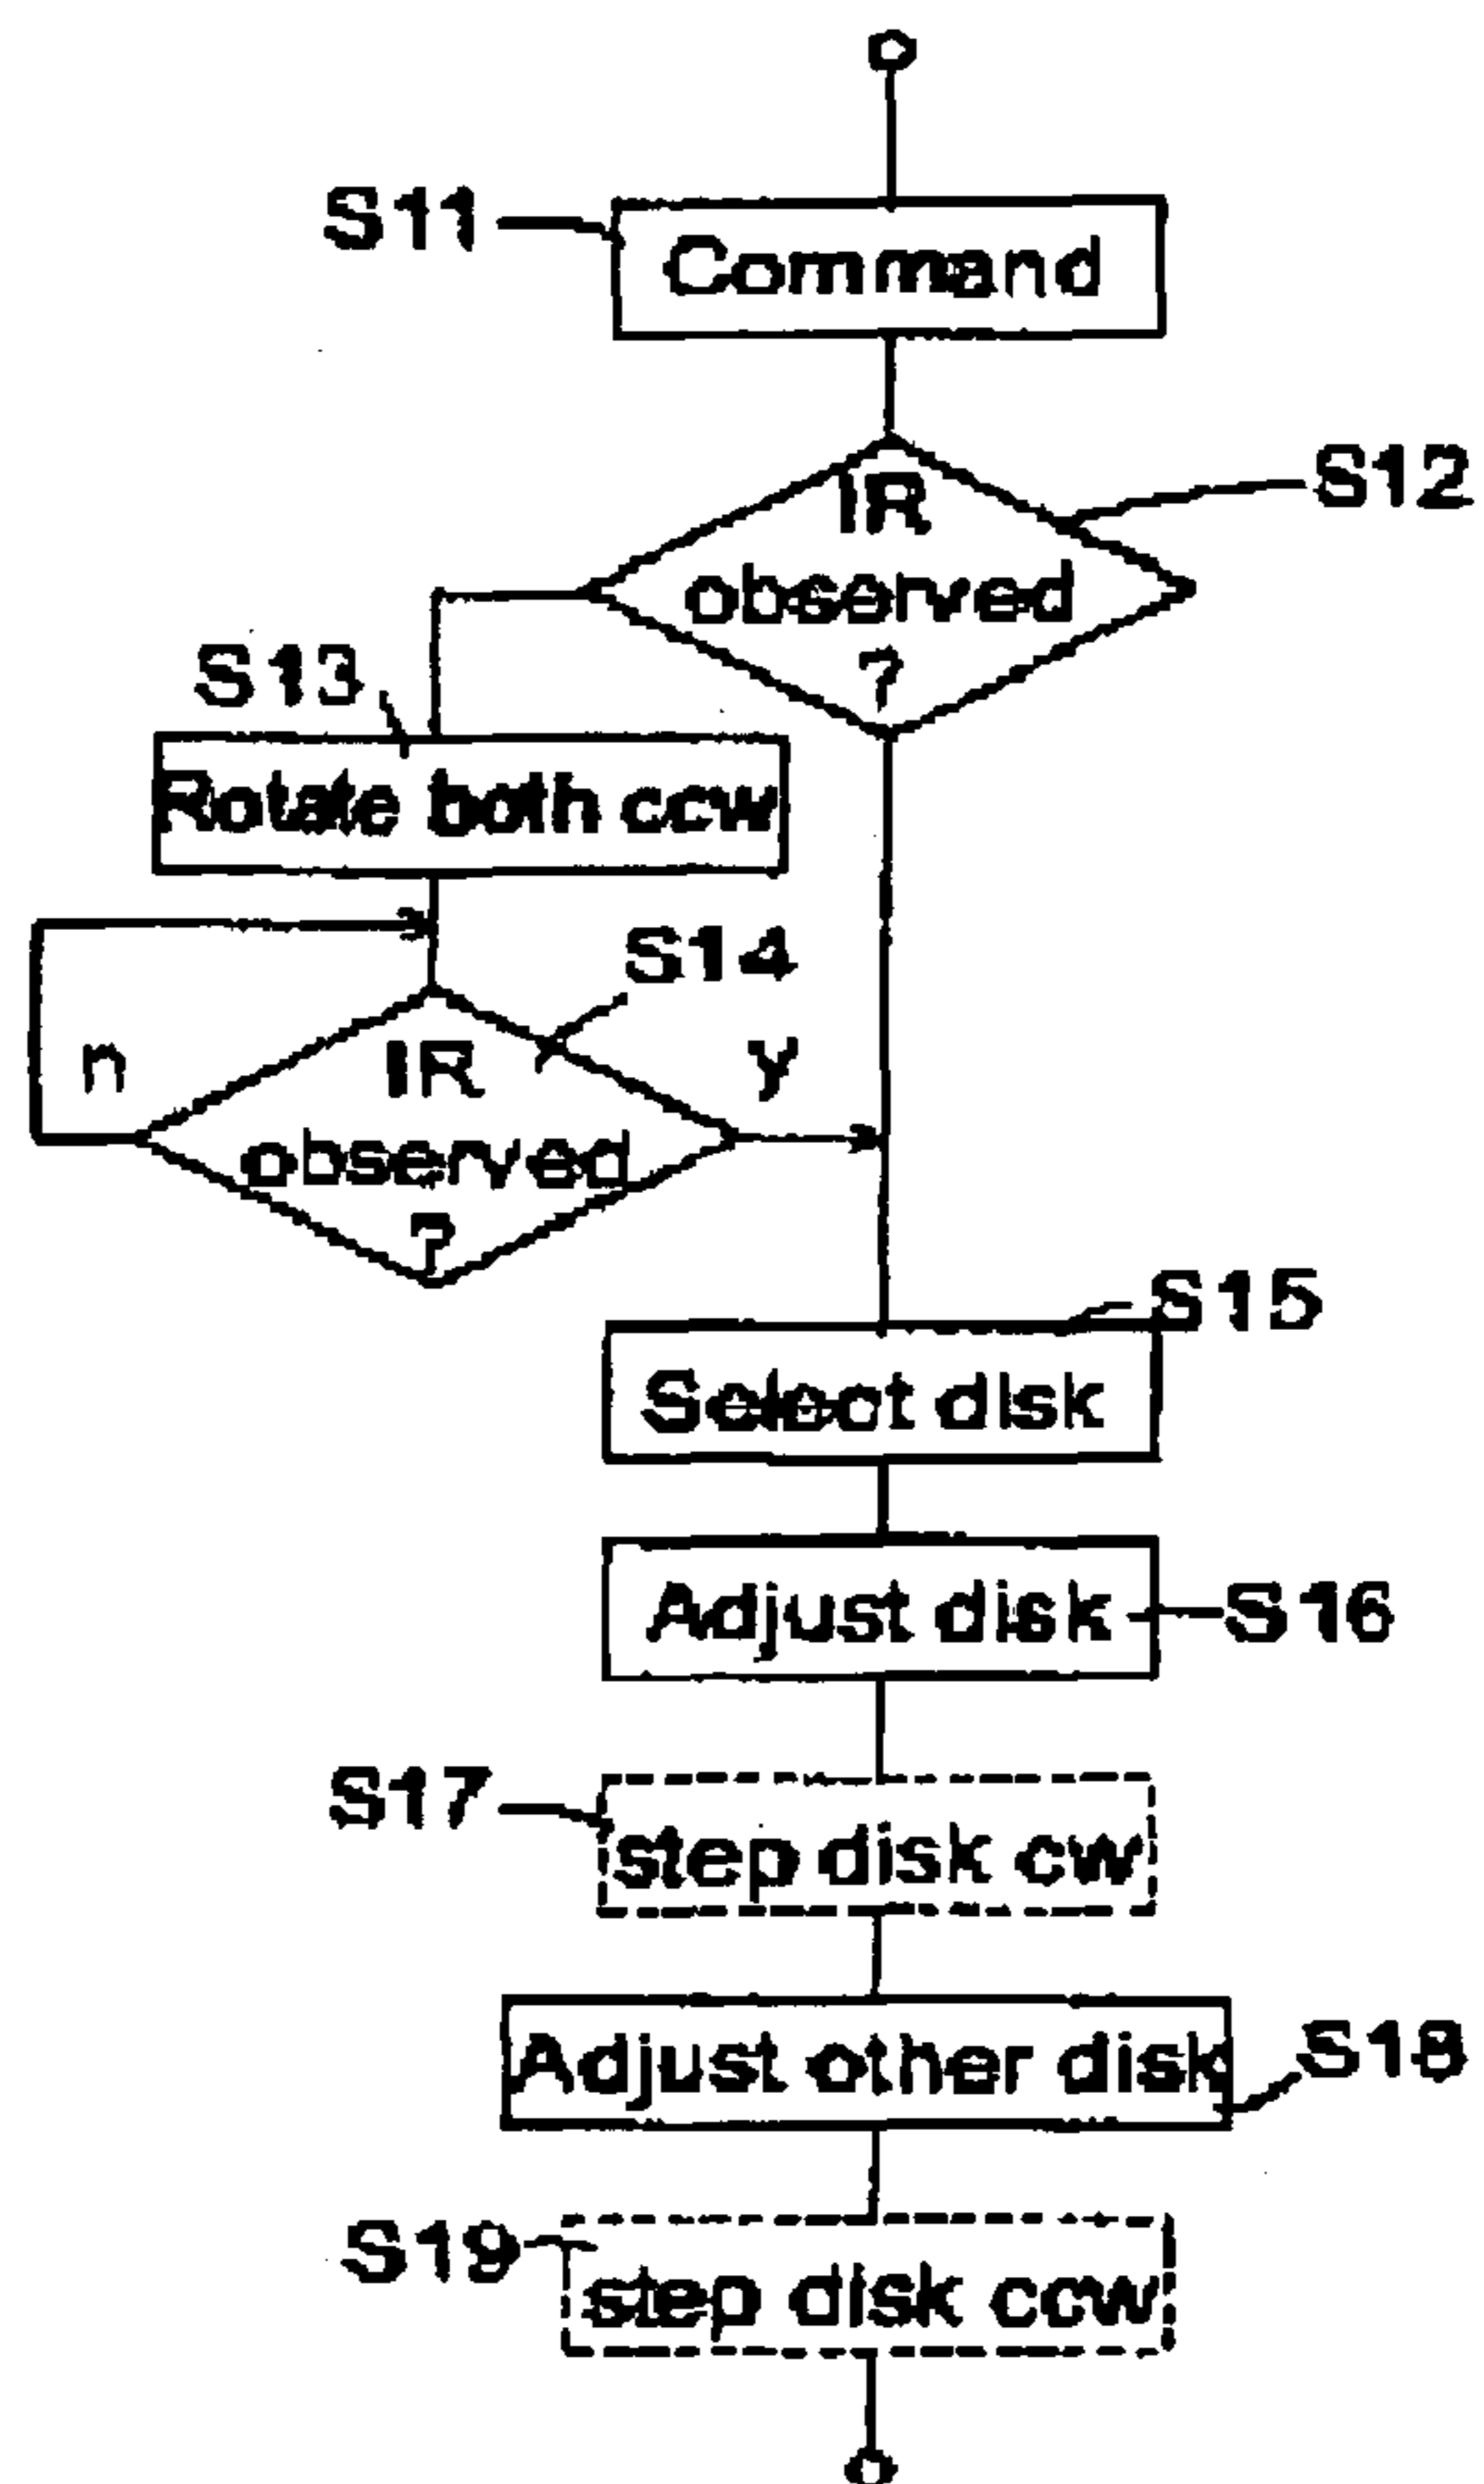 S11
Command
S12
IR
observed
?
S13
Rotate both ccw
S14
n
IR
y
observed
?
S15
Select disk
Adjust disk
S16
S17
step disk cw
Adjust other disk
S18
S19
step disk ccw